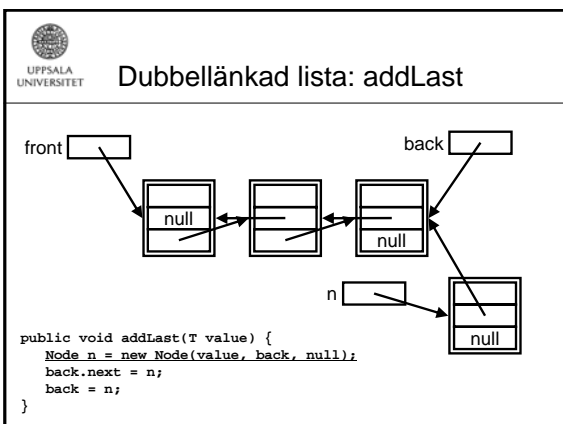 UPPSALA
UNIVERSITET
Dubbellänkad lista: addLast
front
back
null
null
n
null
public void addLast(T value) {
Node n = new Node(value, back, null);
back.next = n;
back = n;
}